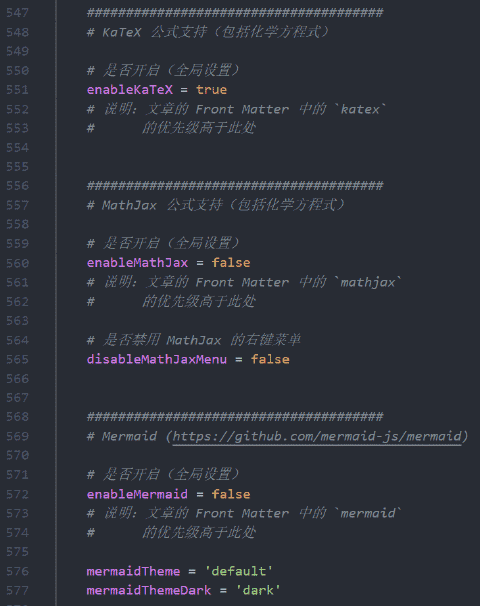 547 ######################################
548 # KaTeX 公式支持（包括化学方程式）
549
550 # 是否开启（全局设置）
551 enableKaTeX = true
552 # 说明：文章的 Front Matter 中的 `katex`
553 #      的优先级高于此处
554
555
556 ######################################
557 # MathJax 公式支持（包括化学方程式）
558
559 # 是否开启（全局设置）
560 enableMathJax = false
561 # 说明：文章的 Front Matter 中的 `mathjax`
562 #      的优先级高于此处
563
564 # 是否禁用 MathJax 的右键菜单
565 disableMathJaxMenu = false
566
567
568 ######################################
569 # Mermaid (https://github.com/mermaid-js/mermaid)
570
571 # 是否开启（全局设置）
572 enableMermaid = false
573 # 说明：文章的 Front Matter 中的 `mermaid`
574 #      的优先级高于此处
575
576 mermaidTheme = 'default'
577 mermaidThemeDark = 'dark'